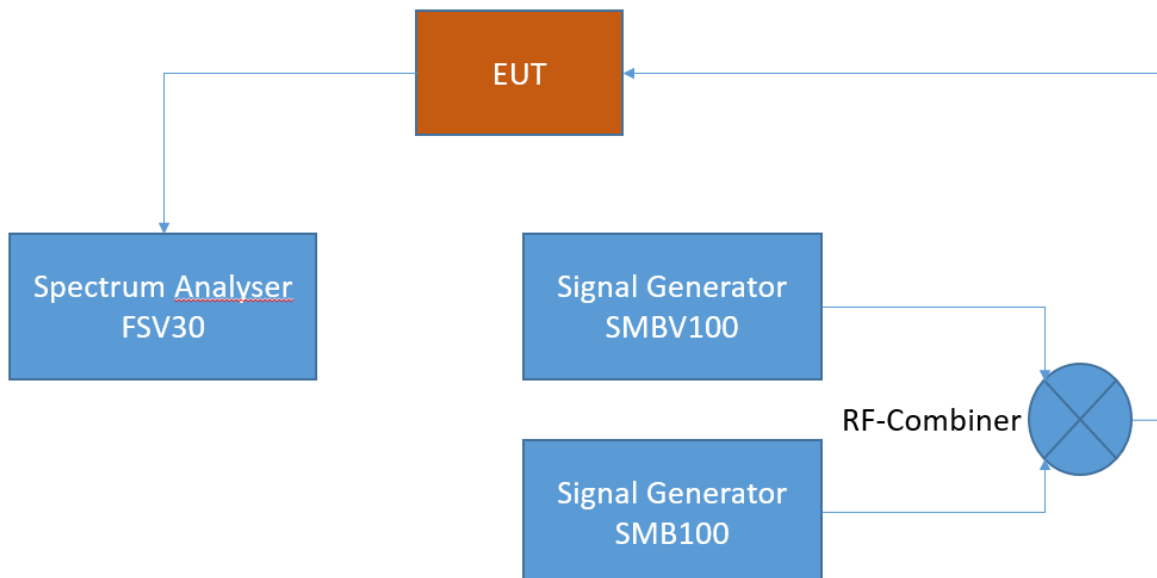 EUT
Spectrum Analyser
FSV30
Signal Generator
SMBV100
RF-Combiner
Signal Generator
SMB100